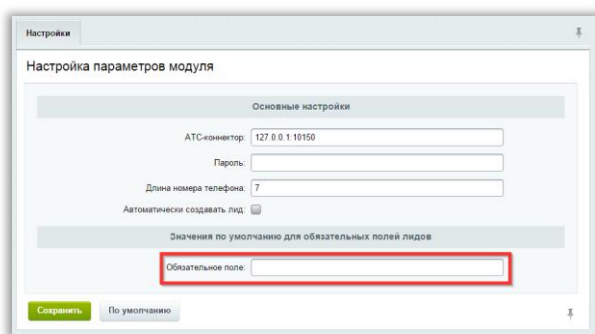 Настройки
Настройка параметров модуля
Основные настройки
АТС-коннектор: 127.0.0.1:10150
Пароль:
Длина номера телефона: 7
Автоматически создавать лид:
Значения по умолчанию для обязательных полей лидов
Обязательное поле:
Сохранить По умолчанию